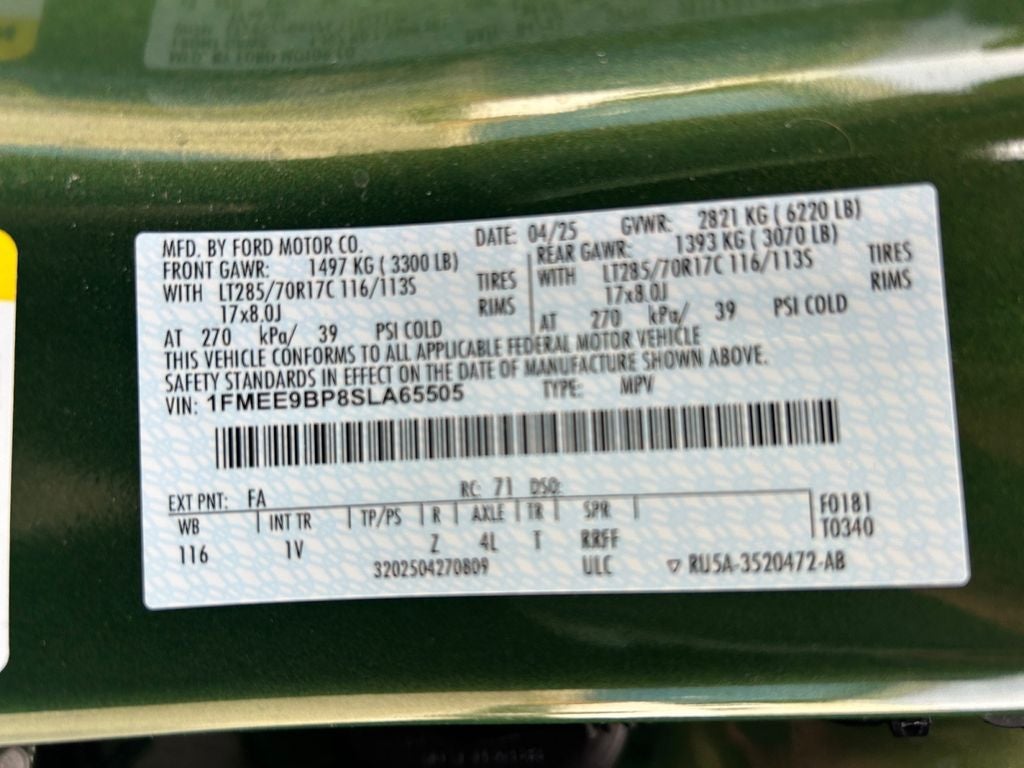 MFD. BY FORD MOTOR CO. DATE: 04/25 GVWR: 2821 KG ( 6220 LB)
FRONT GAWR: 1497 KG ( 3300 LB) REAR GAWR: 1393 KG ( 3070 LB)
WITH LT285/70R17C 116/113S TIRES WITH LT285/70R17C 116/113S TIRES
17x8.0J RIMS 17x8.0J RIMS
AT 270 kPa/ 39 PSI COLD AT 270 kPa/ 39 PSI COLD
THIS VEHICLE CONFORMS TO ALL APPLICABLE FEDERAL MOTOR VEHICLE
SAFETY STANDARDS IN EFFECT ON THE DATE OF MANUFACTURE SHOWN ABOVE.
VIN: 1FMEE9BP8SLA65505 TYPE: MPV
EXT PNT: FA RC: 71 DSO:
WB INT TR TP/PS R AXLE TR SPR F0181
116 1V Z 4L T RRFF T0340
3202504270809 ULC ▽ RU5A-3520472-AB